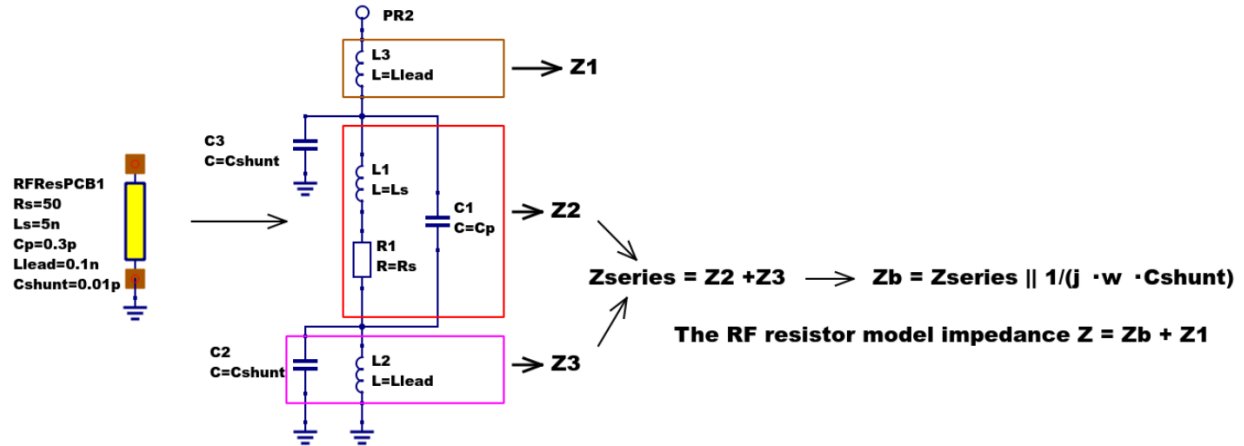 PR2
L3
L=Llead
Z1
C3
C=Cshunt
RFResPCB1
Rs=50
Ls=5n
Cp=0.3p
Llead=0.1n
Cshunt=0.01p
L1
L=Ls
C1
C=Cp
R1
R=Rs
Z2
Zseries = Z2 +Z3
Zb = Zseries || 1/(j ·w ·Cshunt)
The RF resistor model impedance Z = Zb + Z1
C2
C=Cshunt
L2
L=Llead
Z3